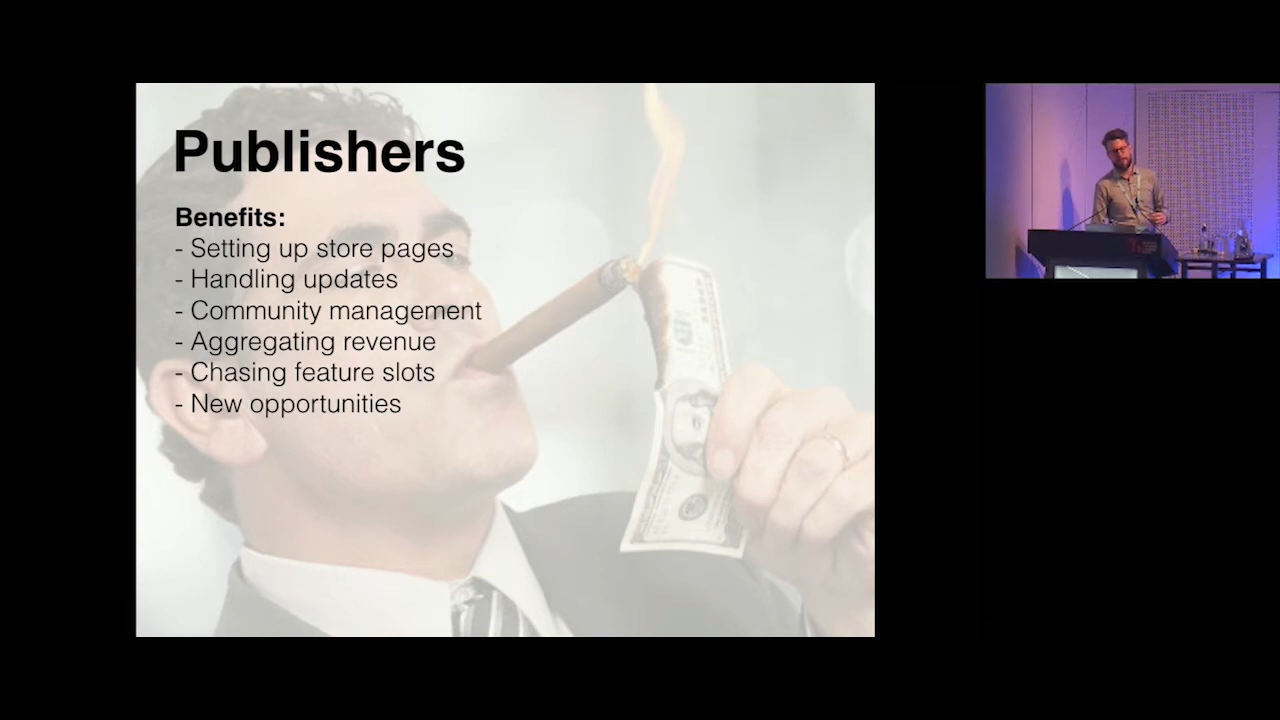 Publishers
Benefits:
- Setting up store pages
- Handling updates
- Community management
- Aggregating revenue
- Chasing feature slots
- New opportunities